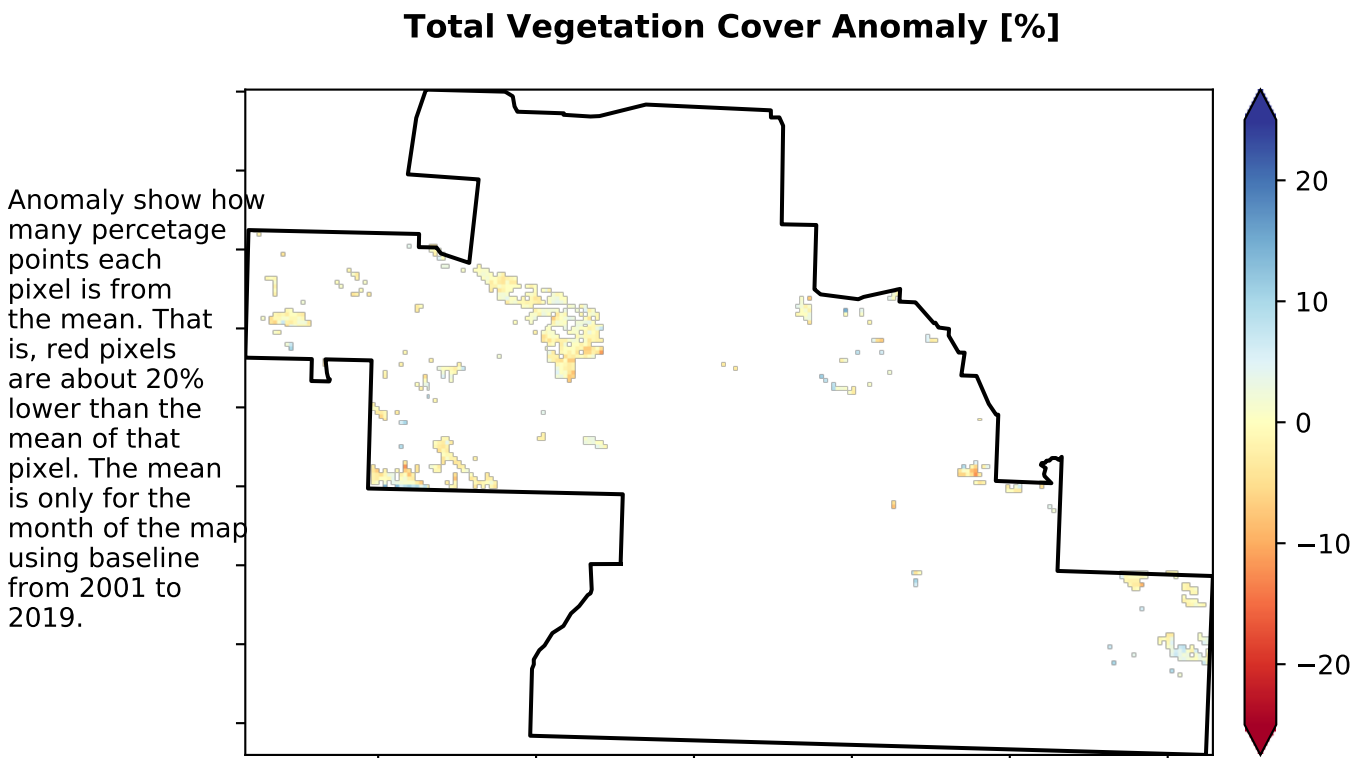 Total Vegetation Cover Anomaly [%]
Anomaly show how
many percetage
points each
pixel is from
the mean. That
is, red pixels
are about 20%
lower than the
mean of that
pixel. The mean
is only for the
month of the map
using baseline
from 2001 to
2019.
20
10
0
−10
−20